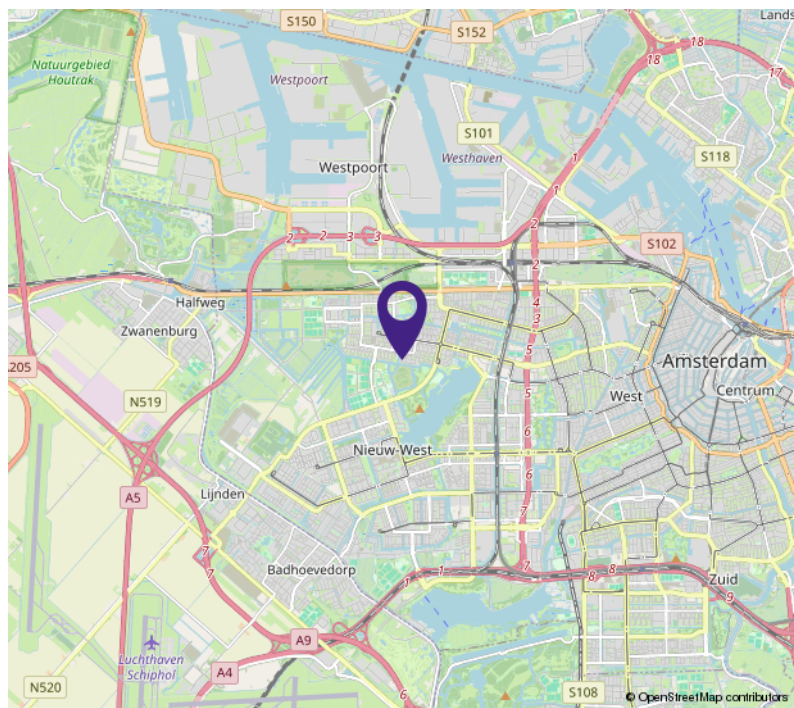 S150
S152
Lands
Natuurgebied
Houtrak
Westpoort
18
18
17
S101
Westhaven
S118
Westpoort
1
1
2
2
2
3
3
S102
2
Halfweg
4
3
Zwanenburg
5
Amsterdam
205
5
West
Centrum
N519
6
Nieuw-West
6
A5
Lijnden
7
7
7
Badhoevedorp
1
1
7
8
8
Zuid
9
A9
Luchthaven
Schiphol
A4
6
N520
S108
© OpenStreetMap contributors